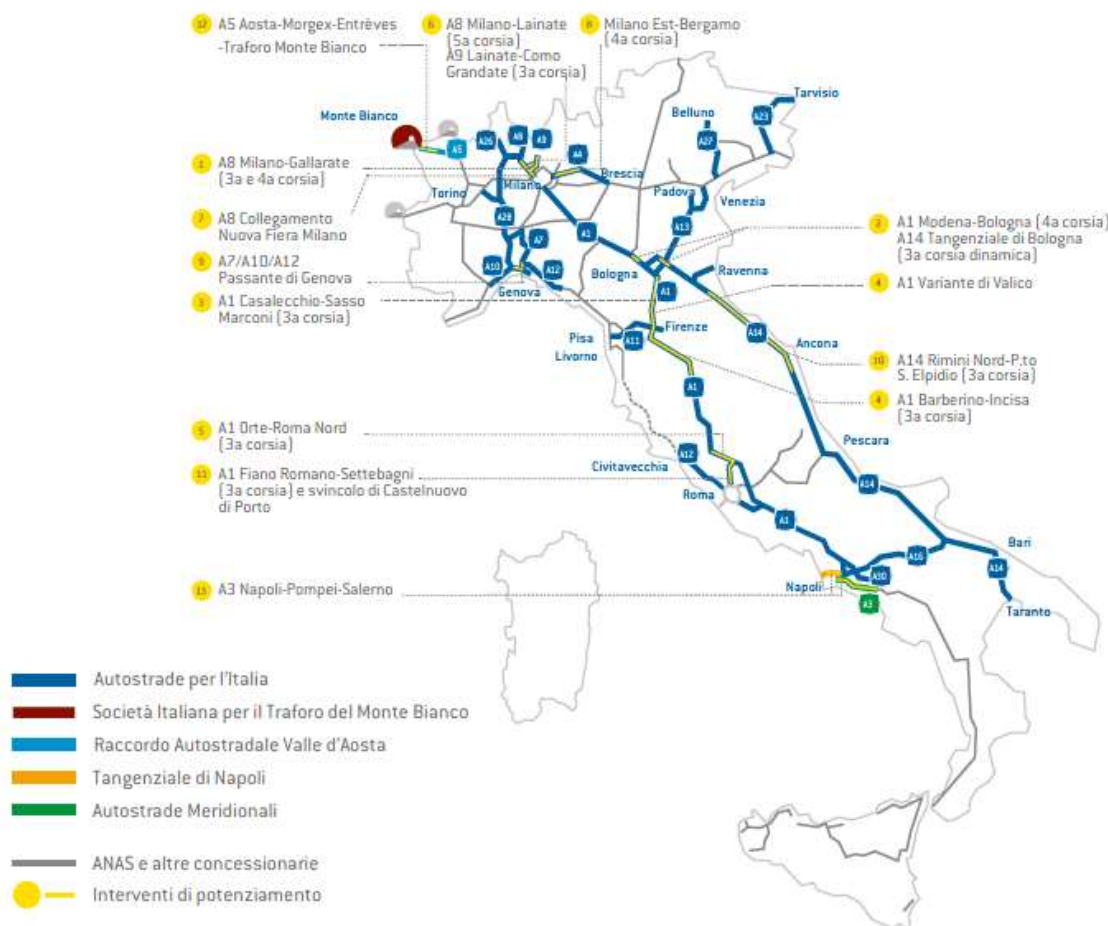 12 A5 Aosta-Morgex-Entrèves
-Traforo Monte Bianco
6 A8 Milano-Lainate
(5a corsia)
A9 Lainate-Como
Grandate (3a corsia)
8 Milano Est-Bergamo
(4a corsia)
Tarvisio
Belluno
A23
Monte Bianco
A5
A26
A8
A9
A27
A4
1 A8 Milano-Gallarate
(3a e 4a corsia)
Brescia
Torino
Milano
Padova
Venezia
7 A8 Collegamento
Nuova Fiera Milano
A26
A7
A1
A13
2 A1 Modena-Bologna (4a corsia)
A14 Tangenziale di Bologna
(3a corsia dinamica)
9 A7/A10/A12
Passante di Genova
A10
A12
Genova
Bologna
A1
Ravenna
4 A1 Variante di Valico
3 A1 Casalecchio-Sasso
Marconi (3a corsia)
Pisa
Livorno
A11
Firenze
A14
Ancona
10 A14 Rimini Nord-P.to
S. Elpidio (3a corsia)
4 A1 Barberino-Incisa
(3a corsia)
A1
5 A1 Orte-Roma Nord
(3a corsia)
Pescara
A12
Civitavecchia
11 A1 Fiano Romano-Settebagni
(3a corsia) e svincolo di Castelnuovo
di Porto
Roma
A14
A1
Bari
A16
A14
13 A3 Napoli-Pompei-Salerno
Napoli
A30
A3
Taranto
Autostrade per l'Italia
Società Italiana per il Traforo del Monte Bianco
Raccordo Autostradale Valle d'Aosta
Tangenziale di Napoli
Autostrade Meridionali
ANAS e altre concessionarie
Interventi di potenziamento